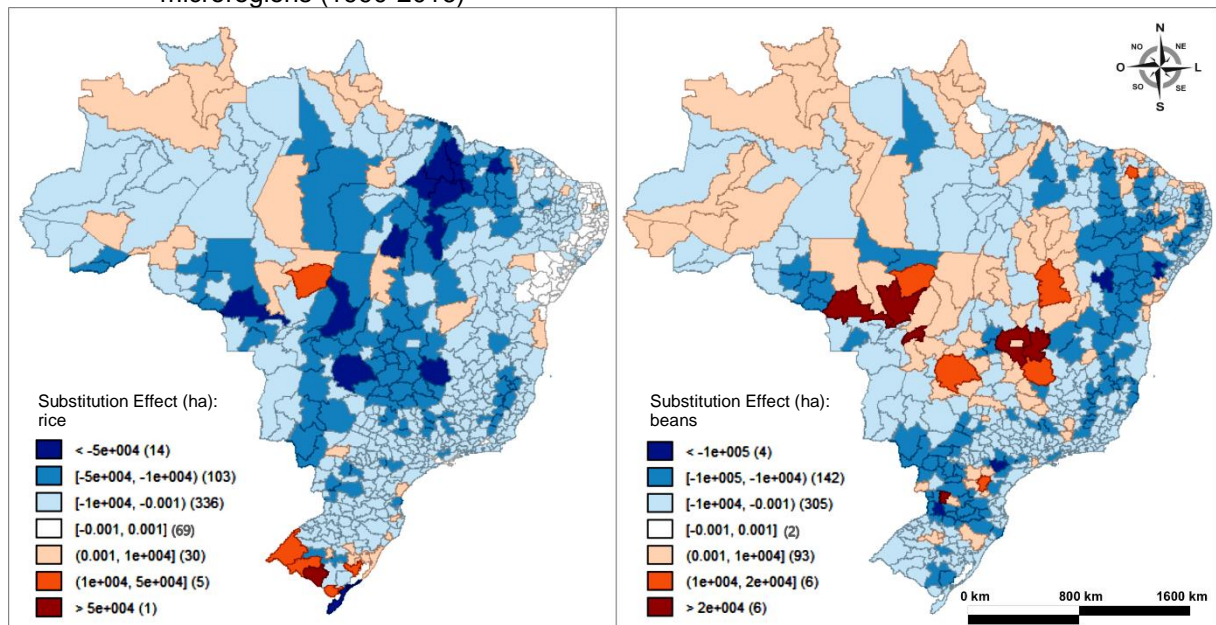 microregions (1990-2015)
N
NO NE
O L
SO SE
S
Substitution Effect (ha):
rice
< -5e+004 (14)
[-5e+004, -1e+004) (103)
[-1e+004, -0.001) (336)
[-0.001, 0.001] (69)
(0.001, 1e+004] (30)
(1e+004, 5e+004] (5)
> 5e+004 (1)
Substitution Effect (ha):
beans
< -1e+005 (4)
[-1e+005, -1e+004) (142)
[-1e+004, -0.001) (305)
[-0.001, 0.001] (2)
(0.001, 1e+004] (93)
(1e+004, 2e+004] (6)
> 2e+004 (6)
0 km 800 km 1600 km